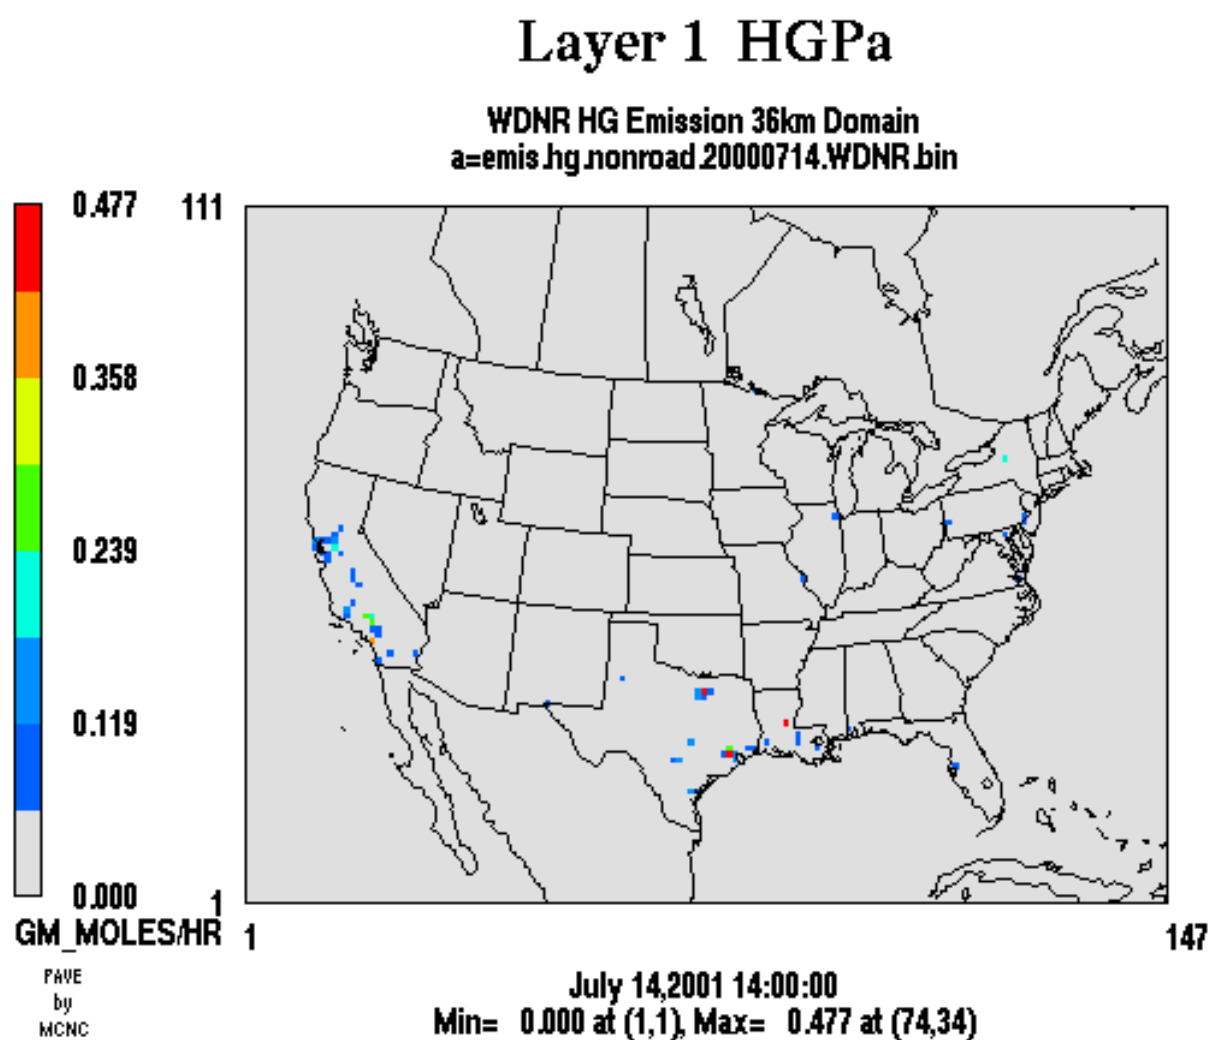 Layer 1 HGPa
WDNR HG Emission 36km Domain
a=emis.hg.nonroad.20000714.WDNR.bin
0.477
0.358
0.239
0.119
0.000
GM_MOLES/HR
111
1
1
147
PAVE
by
MCNC
July 14,2001 14:00:00
Min= 0.000 at (1,1), Max= 0.477 at (74,34)